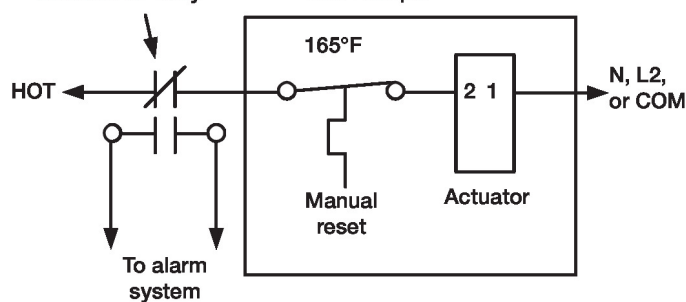 165°F
HOT
2 1
N, L2,
or COM
Manual
reset
Actuator
To alarm
system